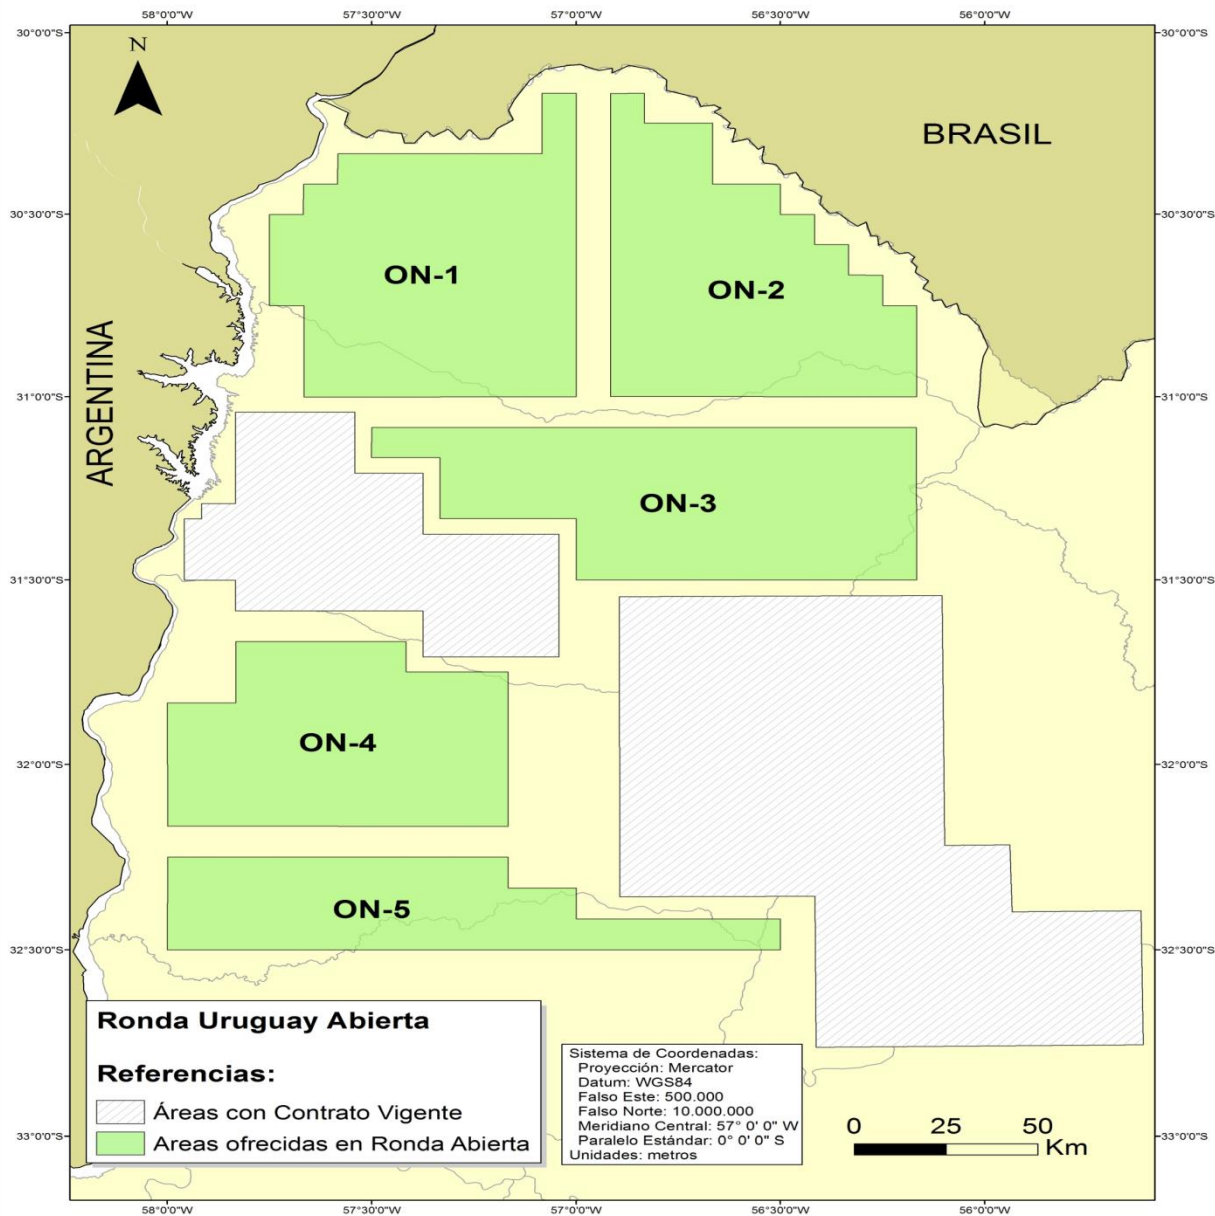 58°0'0"W 57°30'0"W 57°0'0"W 56°30'0"W 56°0'0"W
30°0'0"S 30°0'0"S
N
BRASIL
30°30'0"S 30°30'0"S
ON-1
ON-2
ARGENTINA
31°0'0"S 31°0'0"S
ON-3
31°30'0"S 31°30'0"S
ON-4
32°0'0"S 32°0'0"S
ON-5
32°30'0"S 32°30'0"S
Ronda Uruguay Abierta
Referencias:
Áreas con Contrato Vigente
Areas ofrecidas en Ronda Abierta
Sistema de Coordenadas:
Proyección: Mercator
Datum: WGS84
Falso Este: 500.000
Falso Norte: 10.000.000
Meridiano Central: 57° 0' 0" W
Paralelo Estándar: 0° 0' 0" S
Unidades: metros
0 25 50
Km
33°0'0"S 33°0'0"S
58°0'0"W 57°30'0"W 57°0'0"W 56°30'0"W 56°0'0"W